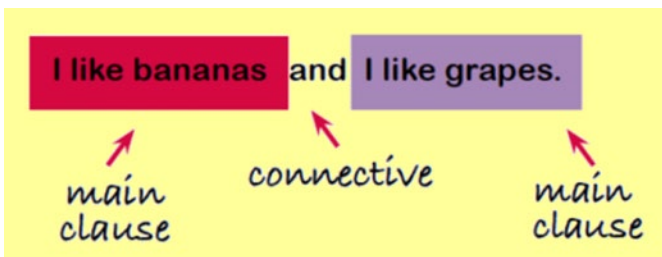 I like bananas and I like grapes.
main
clause
connective
main
clause